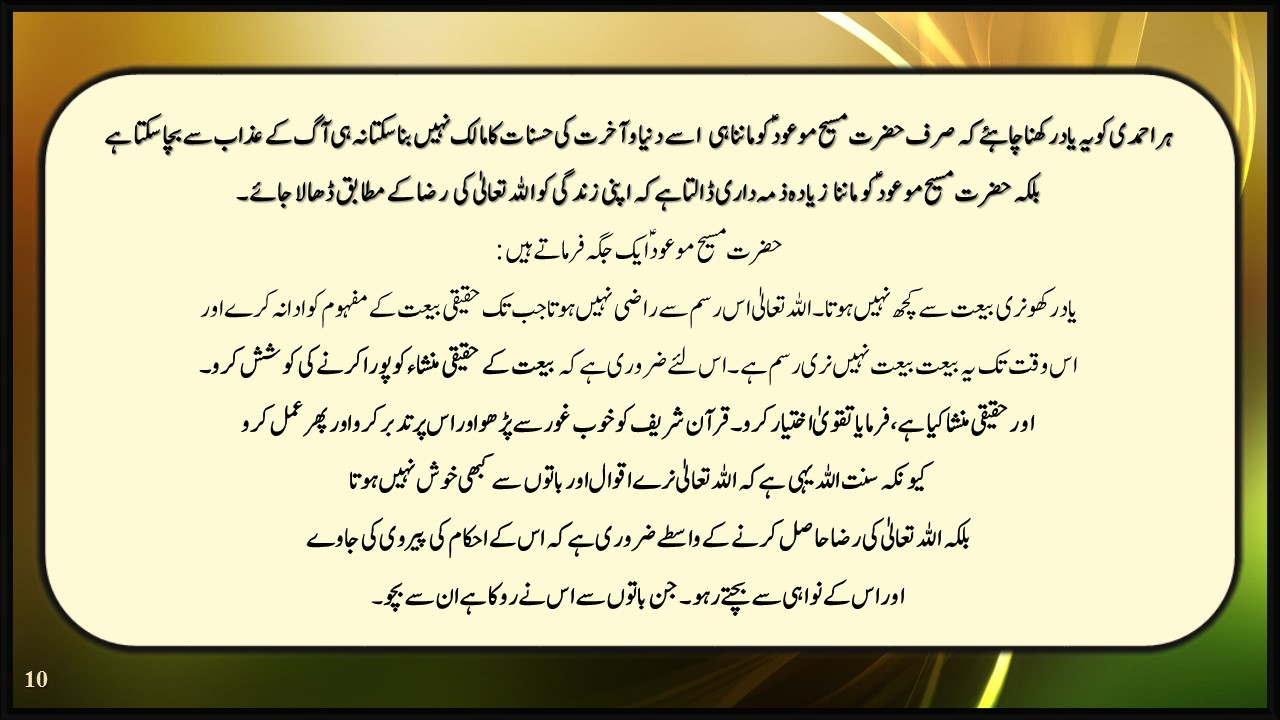 ہر احمدی کو یہ یاد رکھنا چاہئے کہ صرف حضرت مسیح موعودؑ کو ماننا ہی اسے دنیا و آخرت کی حسنات کا مالک نہیں بنا سکتا نہ ہی آگ کے عذاب سے بچا سکتا ہے
بلکہ حضرت مسیح موعودؑ کو ماننا زیادہ ذمہ داری ڈالتا ہے کہ اپنی زندگی کو اللہ تعالیٰ کی رضا کے مطابق ڈھالا جائے۔
حضرت مسیح موعودؑ ایک جگہ فرماتے ہیں:
یاد رکھو نری بیعت سے کچھ نہیں ہوتا۔ اللہ تعالیٰ اس رسم سے راضی نہیں ہوتا جب تک حقیقی بیعت کے مفہوم کو ادا نہ کرے اور
اس وقت تک یہ بیعت بیعت نہیں نری رسم ہے۔ اس لئے ضروری ہے کہ بیعت کے حقیقی منشاء کو پورا کرنے کی کوشش کرو۔
اور حقیقی منشا کیا ہے، فرمایا تقویٰ اختیار کرو۔ قرآن شریف کو خوب غور سے پڑھو اور اس پر تدبر کرو اور پھر عمل کرو
کیونکہ سنت اللہ یہی ہے کہ اللہ تعالیٰ نرے اقوال اور باتوں سے کبھی خوش نہیں ہوتا
بلکہ اللہ تعالیٰ کی رضا حاصل کرنے کے واسطے ضروری ہے کہ اس کے احکام کی پیروی کی جاوے
اور اس کے نواہی سے بچتے رہو۔ جن باتوں سے اس نے روکا ہے ان سے بچو۔
10